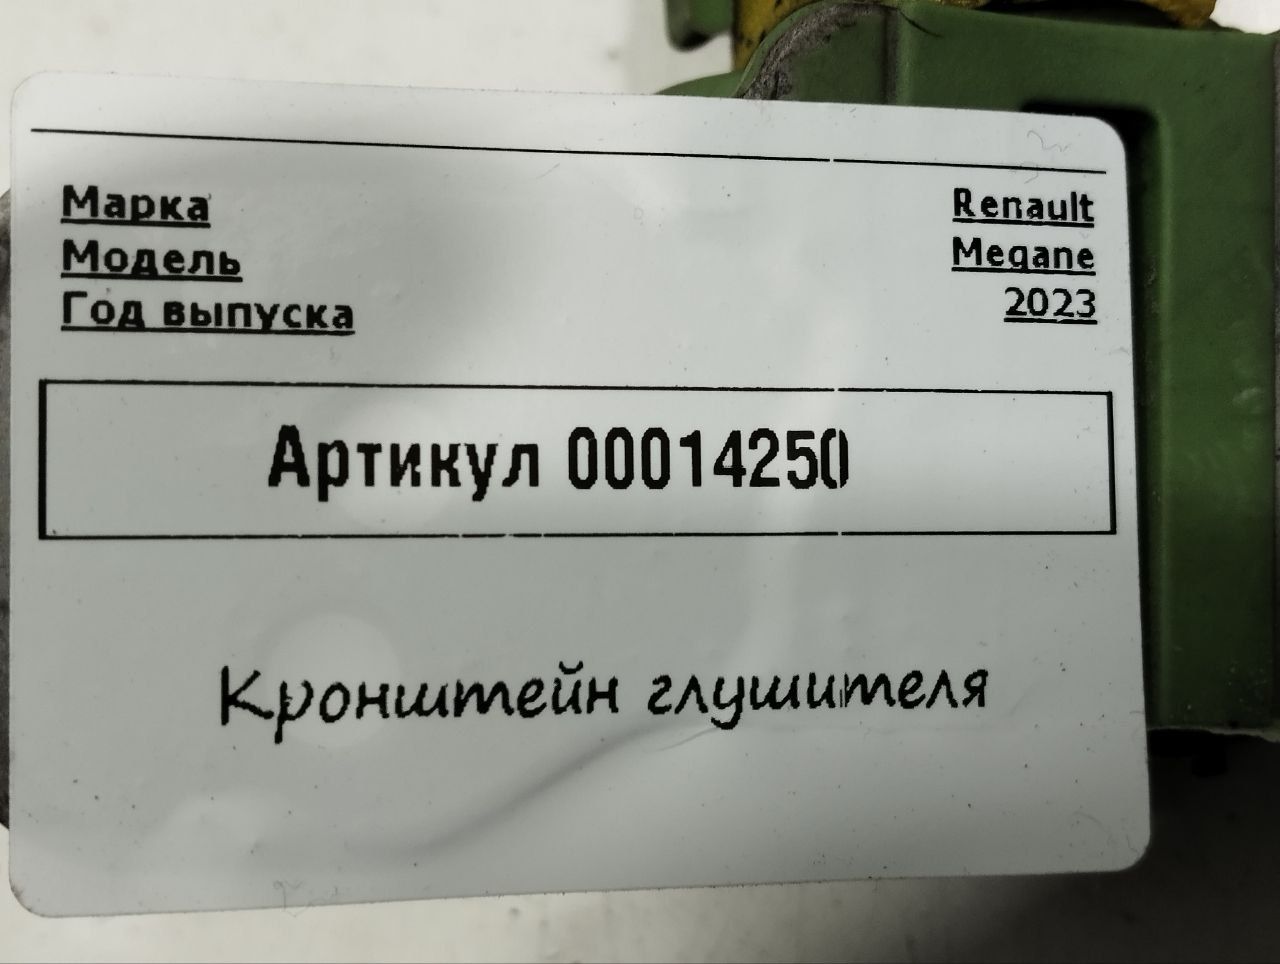 Марка Renault
Модель Megane
Год выпуска 2023
Артикул 00014250
Кронштейн глушителя